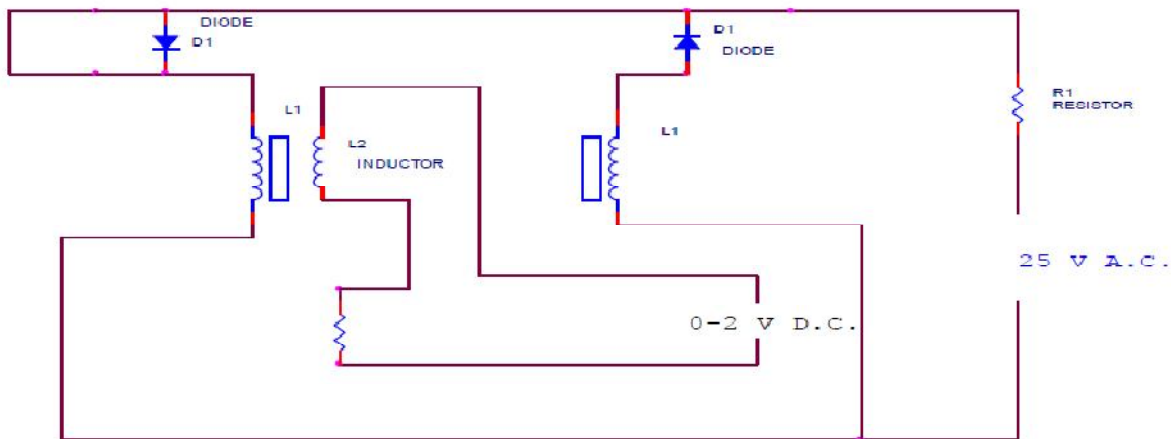 DIODE
D1
D1
DIODE
R1
RESISTOR
L1
L1
L2
INDUCTOR
25 V A.C.
0-2 V D.C.